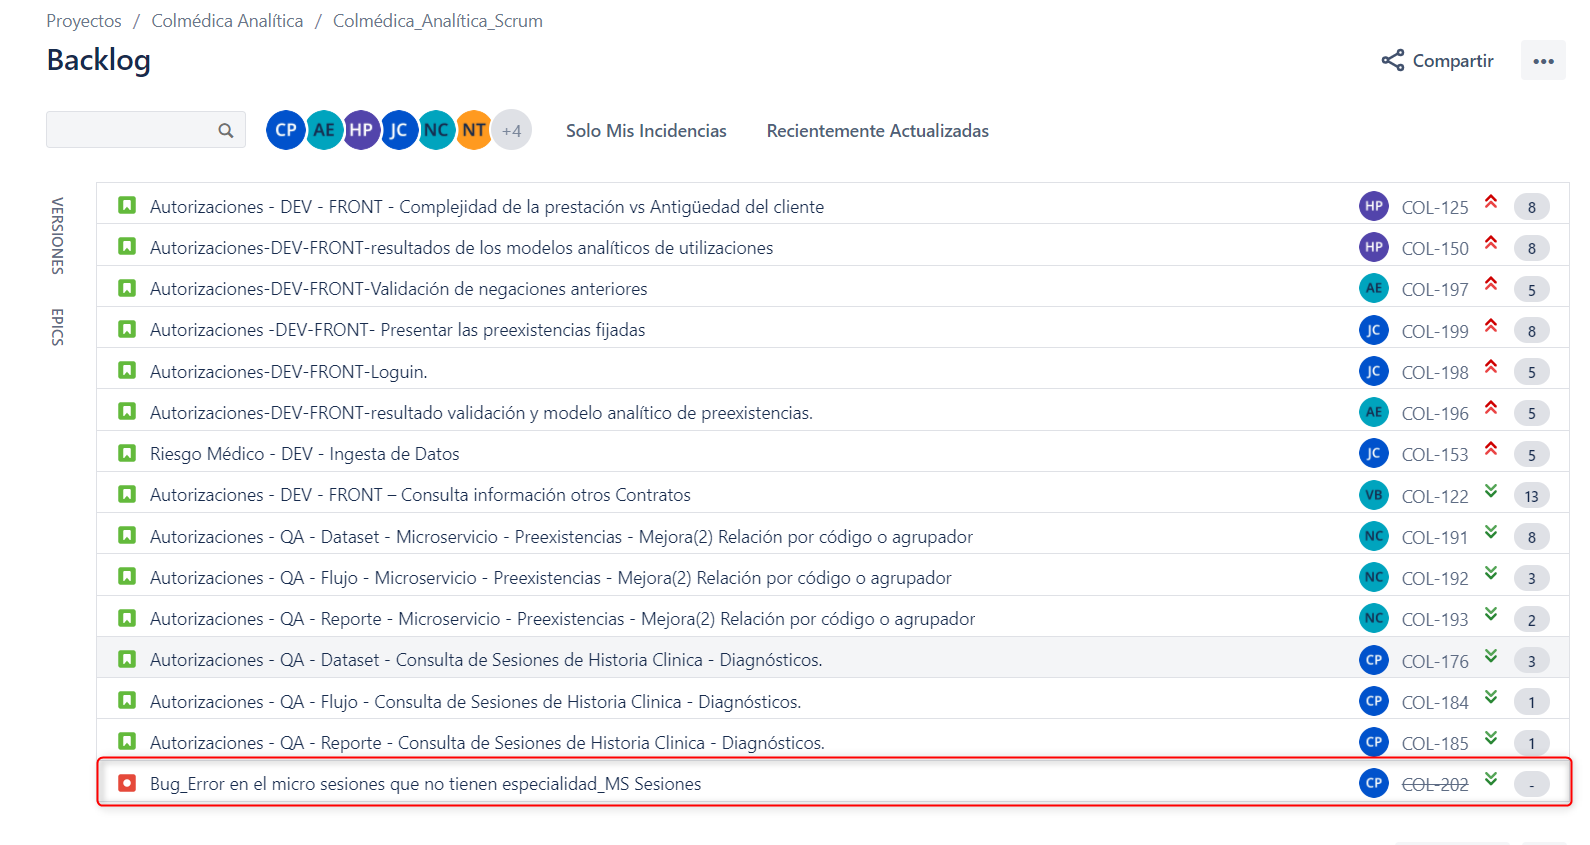 Proyectos / Colmédica Analítica / Colmédica_Analítica_Scrum
Backlog
Compartir
CP AE HP JC NC NT +4 Solo Mis Incidencias Recientemente Actualizadas
VERSIONES
EPICS
Autorizaciones - DEV - FRONT - Complejidad de la prestación vs Antigüedad del cliente HP COL-125 8
Autorizaciones-DEV-FRONT-resultados de los modelos analíticos de utilizaciones HP COL-150 8
Autorizaciones-DEV-FRONT-Validación de negaciones anteriores AE COL-197 5
Autorizaciones -DEV-FRONT- Presentar las preexistencias fijadas JC COL-199 8
Autorizaciones-DEV-FRONT-Loguin. JC COL-198 5
Autorizaciones-DEV-FRONT-resultado validación y modelo analítico de preexistencias. AE COL-196 5
Riesgo Médico - DEV - Ingesta de Datos JC COL-153 5
Autorizaciones - DEV - FRONT – Consulta información otros Contratos VB COL-122 13
Autorizaciones - QA - Dataset - Microservicio - Preexistencias - Mejora(2) Relación por código o agrupador NC COL-191 8
Autorizaciones - QA - Flujo - Microservicio - Preexistencias - Mejora(2) Relación por código o agrupador NC COL-192 3
Autorizaciones - QA - Reporte - Microservicio - Preexistencias - Mejora(2) Relación por código o agrupador NC COL-193 2
Autorizaciones - QA - Dataset - Consulta de Sesiones de Historia Clinica - Diagnósticos. CP COL-176 3
Autorizaciones - QA - Flujo - Consulta de Sesiones de Historia Clinica - Diagnósticos. CP COL-184 1
Autorizaciones - QA - Reporte - Consulta de Sesiones de Historia Clinica - Diagnósticos. CP COL-185 1
Bug_Error en el micro sesiones que no tienen especialidad_MS Sesiones CP COL-202 -